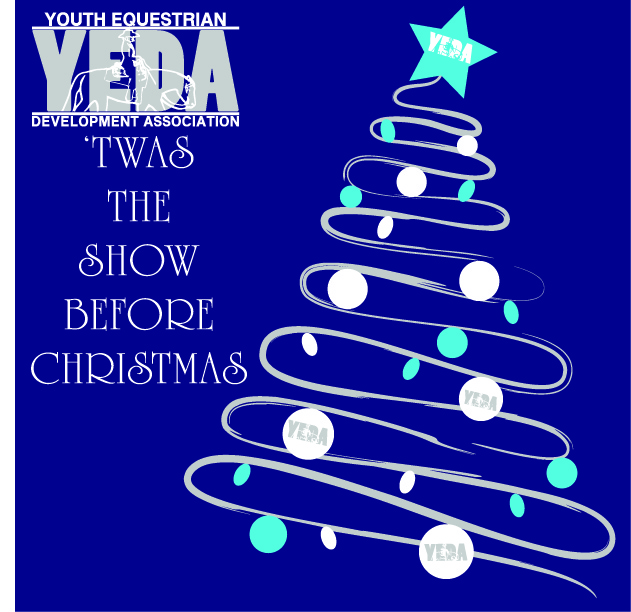 YOUTH EQUESTRIAN
YEDA
DEVELOPMENT ASSOCIATION
‘TWAS
THE
SHOW
BEFORE
CHRISTMAS
YEDA
YEDA
YEDA
YEDA